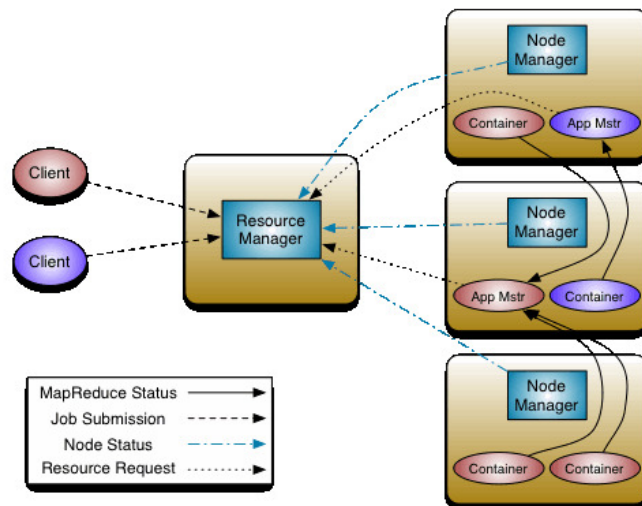 Node
Manager
Container
App Mstr
Client
Client
Resource
Manager
Node
Manager
App Mstr
Container
Node
Manager
Container
Container
MapReduce Status
Job Submission
Node Status
Resource Request